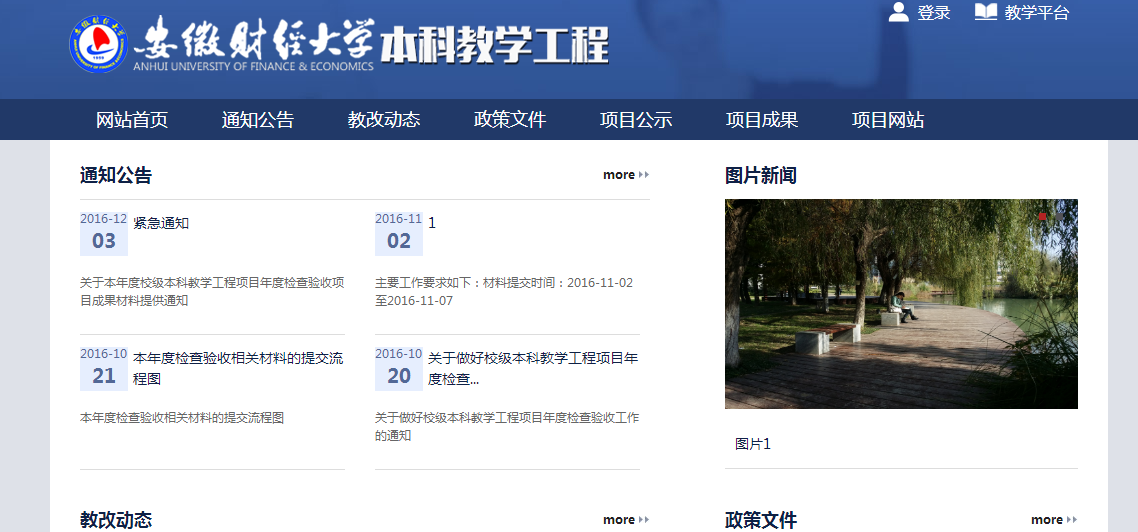 登录 教学平台
安徽财经大学 本科教学工程
ANHUI UNIVERSITY OF FINANCE & ECONOMICS
网站首页 通知公告 教改动态 政策文件 项目公示 项目成果 项目网站
通知公告 more
2016-12
03
紧急通知
关于本年度校级本科教学工程项目年度检查验收项
目成果材料提供通知
2016-11
02
1
主要工作要求如下：材料提交时间：2016-11-02
至2016-11-07
2016-10
21
本年度检查验收相关材料的提交流
程图
本年度检查验收相关材料的提交流程图
2016-10
20
关于做好校级本科教学工程项目年
度检查...
关于做好校级本科教学工程项目年度检查验收工作
的通知
图片新闻
图片1
教改动态 more
政策文件 more